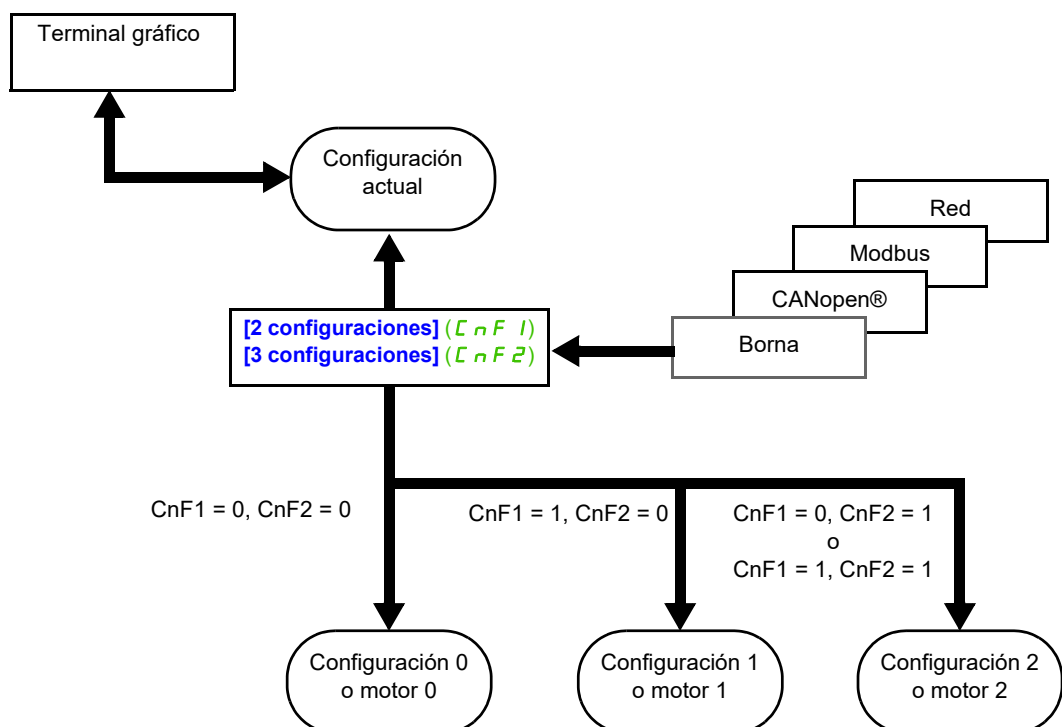 Terminal gráfico
Configuración
actual
Red
Modbus
CANopen®
Borna
[2 configuraciones] (CnF1)
[3 configuraciones] (CnF2)
CnF1 = 0, CnF2 = 0
CnF1 = 1, CnF2 = 0
CnF1 = 0, CnF2 = 1
o
CnF1 = 1, CnF2 = 1
Configuración 0
o motor 0
Configuración 1
o motor 1
Configuración 2
o motor 2